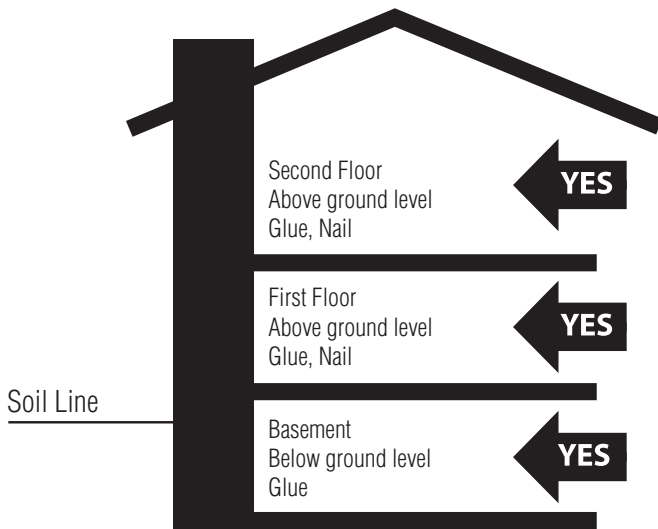 Second Floor
Above ground level
Glue, Nail
YES
First Floor
Above ground level
Glue, Nail
YES
Soil Line
Basement
Below ground level
Glue
YES